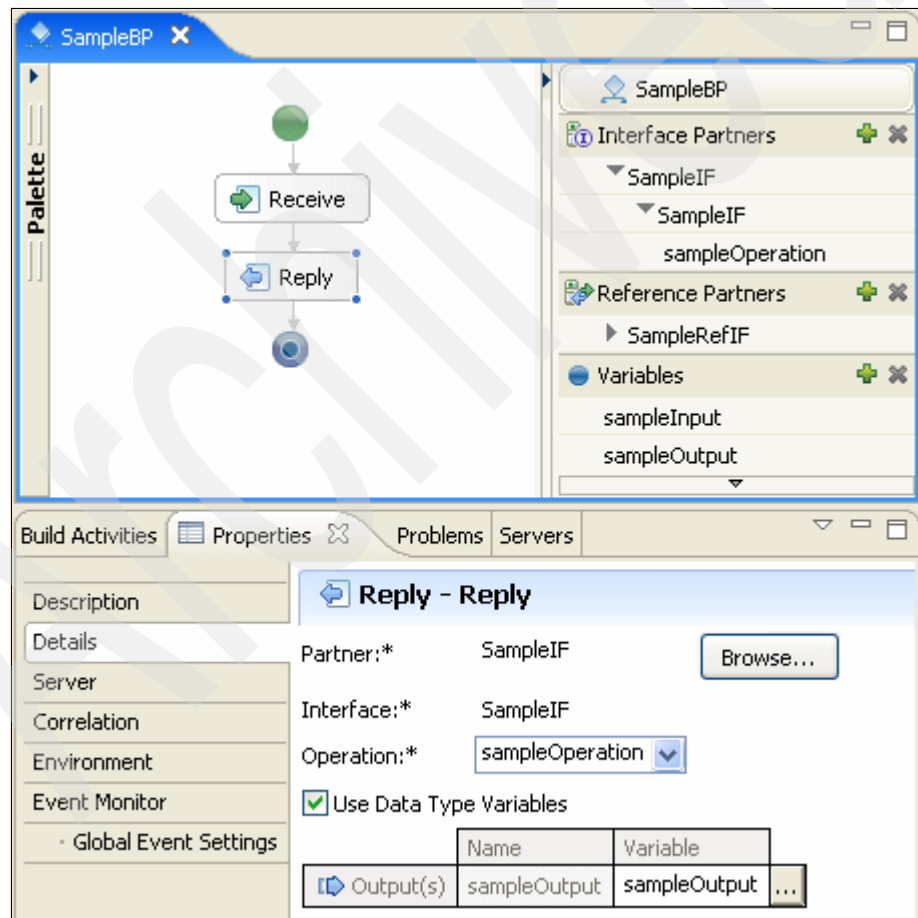 SampleBP
Palette
Receive
Reply
SampleBP
Interface Partners
SampleIF
SampleIF
sampleOperation
Reference Partners
SampleRefIF
Variables
sampleInput
sampleOutput
Build Activities Properties Problems Servers
Description
Details
Server
Correlation
Environment
Event Monitor
Global Event Settings
Reply - Reply
Partner:* SampleIF Browse...
Interface:* SampleIF
Operation:* sampleOperation
Use Data Type Variables
Name Variable
Output(s) sampleOutput sampleOutput ...